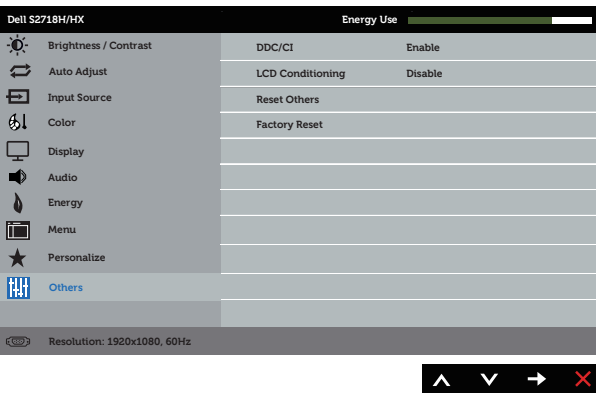 Dell S2718H/HX Energy Use
Brightness / Contrast DDC/CI Enable
Auto Adjust LCD Conditioning Disable
Input Source Reset Others
Color Factory Reset
Display
Audio
Energy
Menu
Personalize
Others
Resolution: 1920x1080, 60Hz